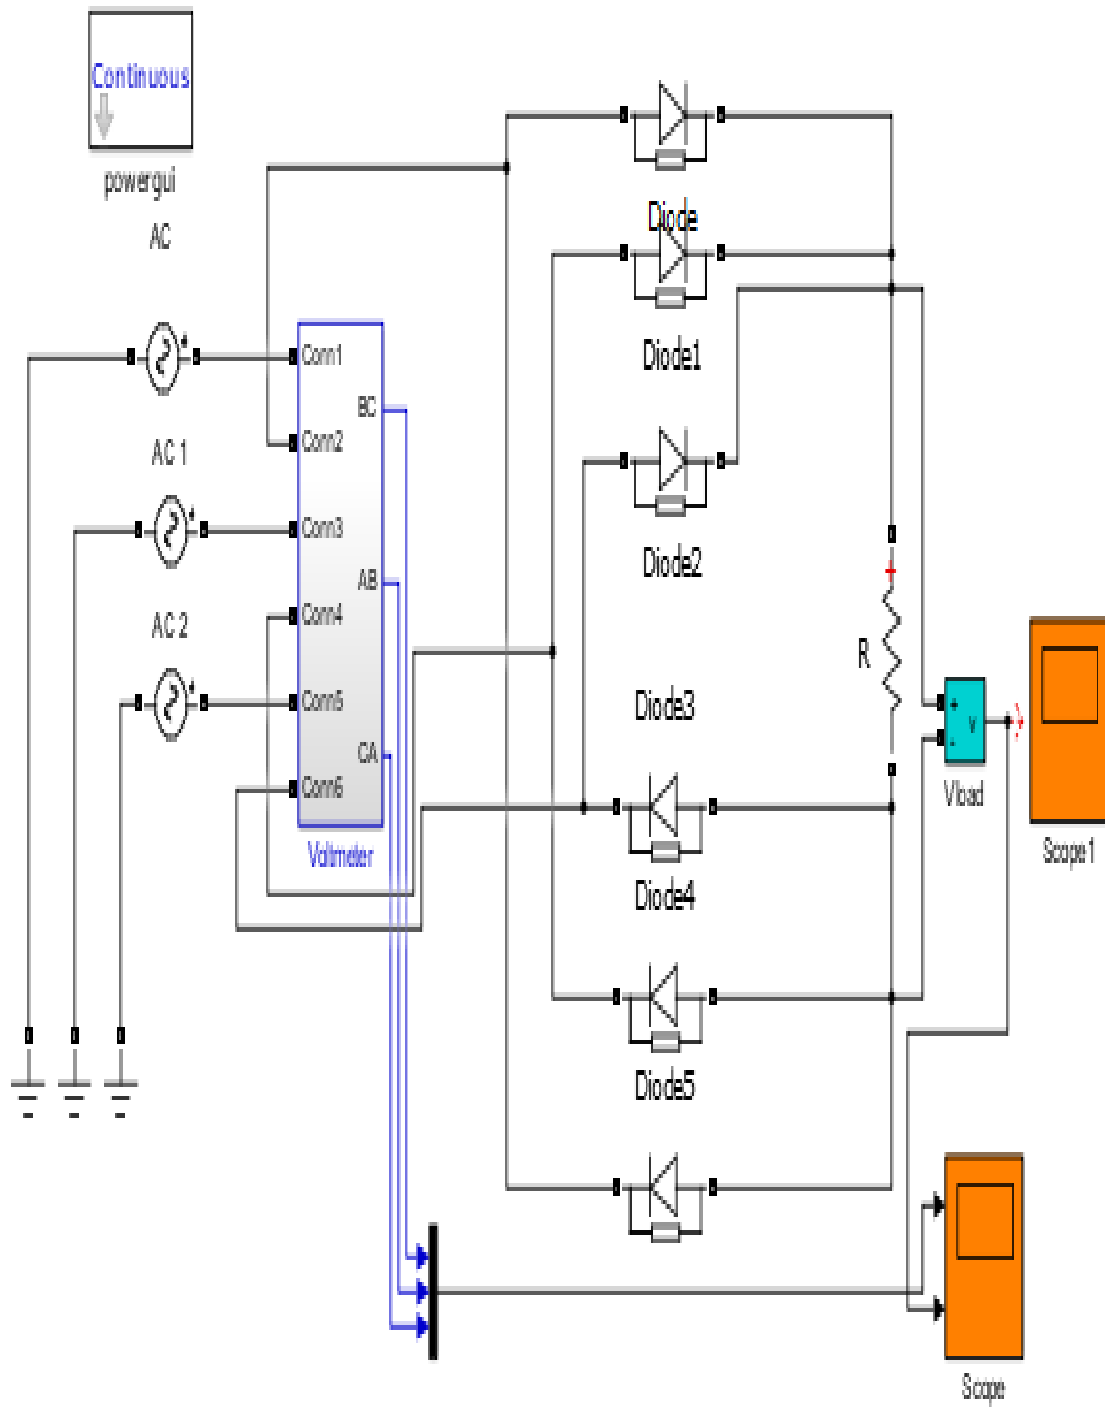 Continuous
powergui
AC
Diode
Diode1
Conn1
BC
Conn2
AC 1
Conn3
Diode2
AB
Conn4
AC 2
R
Conn5
Diode3
+
v
-
CA
Conn6
Vload
Voltmeter
Scope1
Diode4
Diode5
Scope